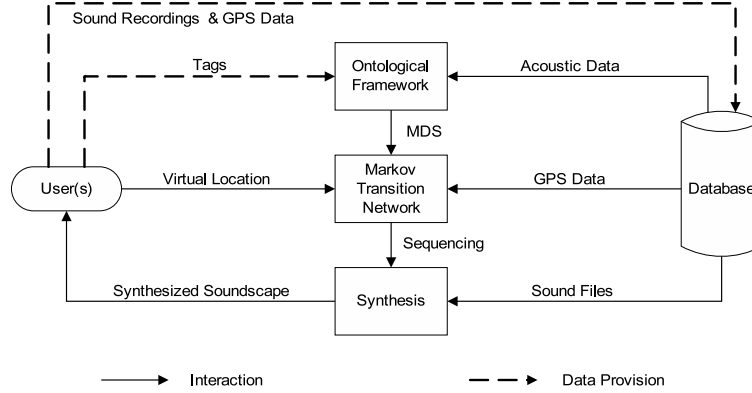 Sound Recordings & GPS Data
Tags
Ontological
Framework
Acoustic Data
MDS
User(s)
Virtual Location
Markov
Transition
Network
GPS Data
Database
Sequencing
Synthesized Soundscape
Synthesis
Sound Files
Interaction
Data Provision